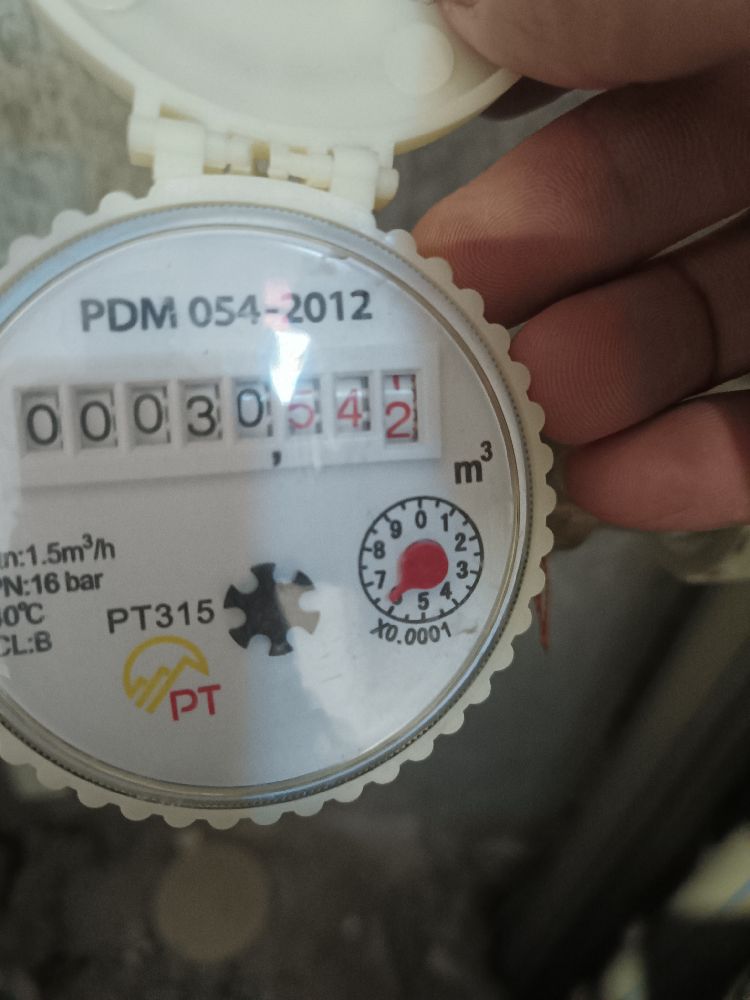 PDM 054-2012
00030,542
m³
n:1.5m³/h
PN:16 bar
0°C
CL:B
PT315
PT
0
1
2
3
4
5
7
8
9
X0.0001